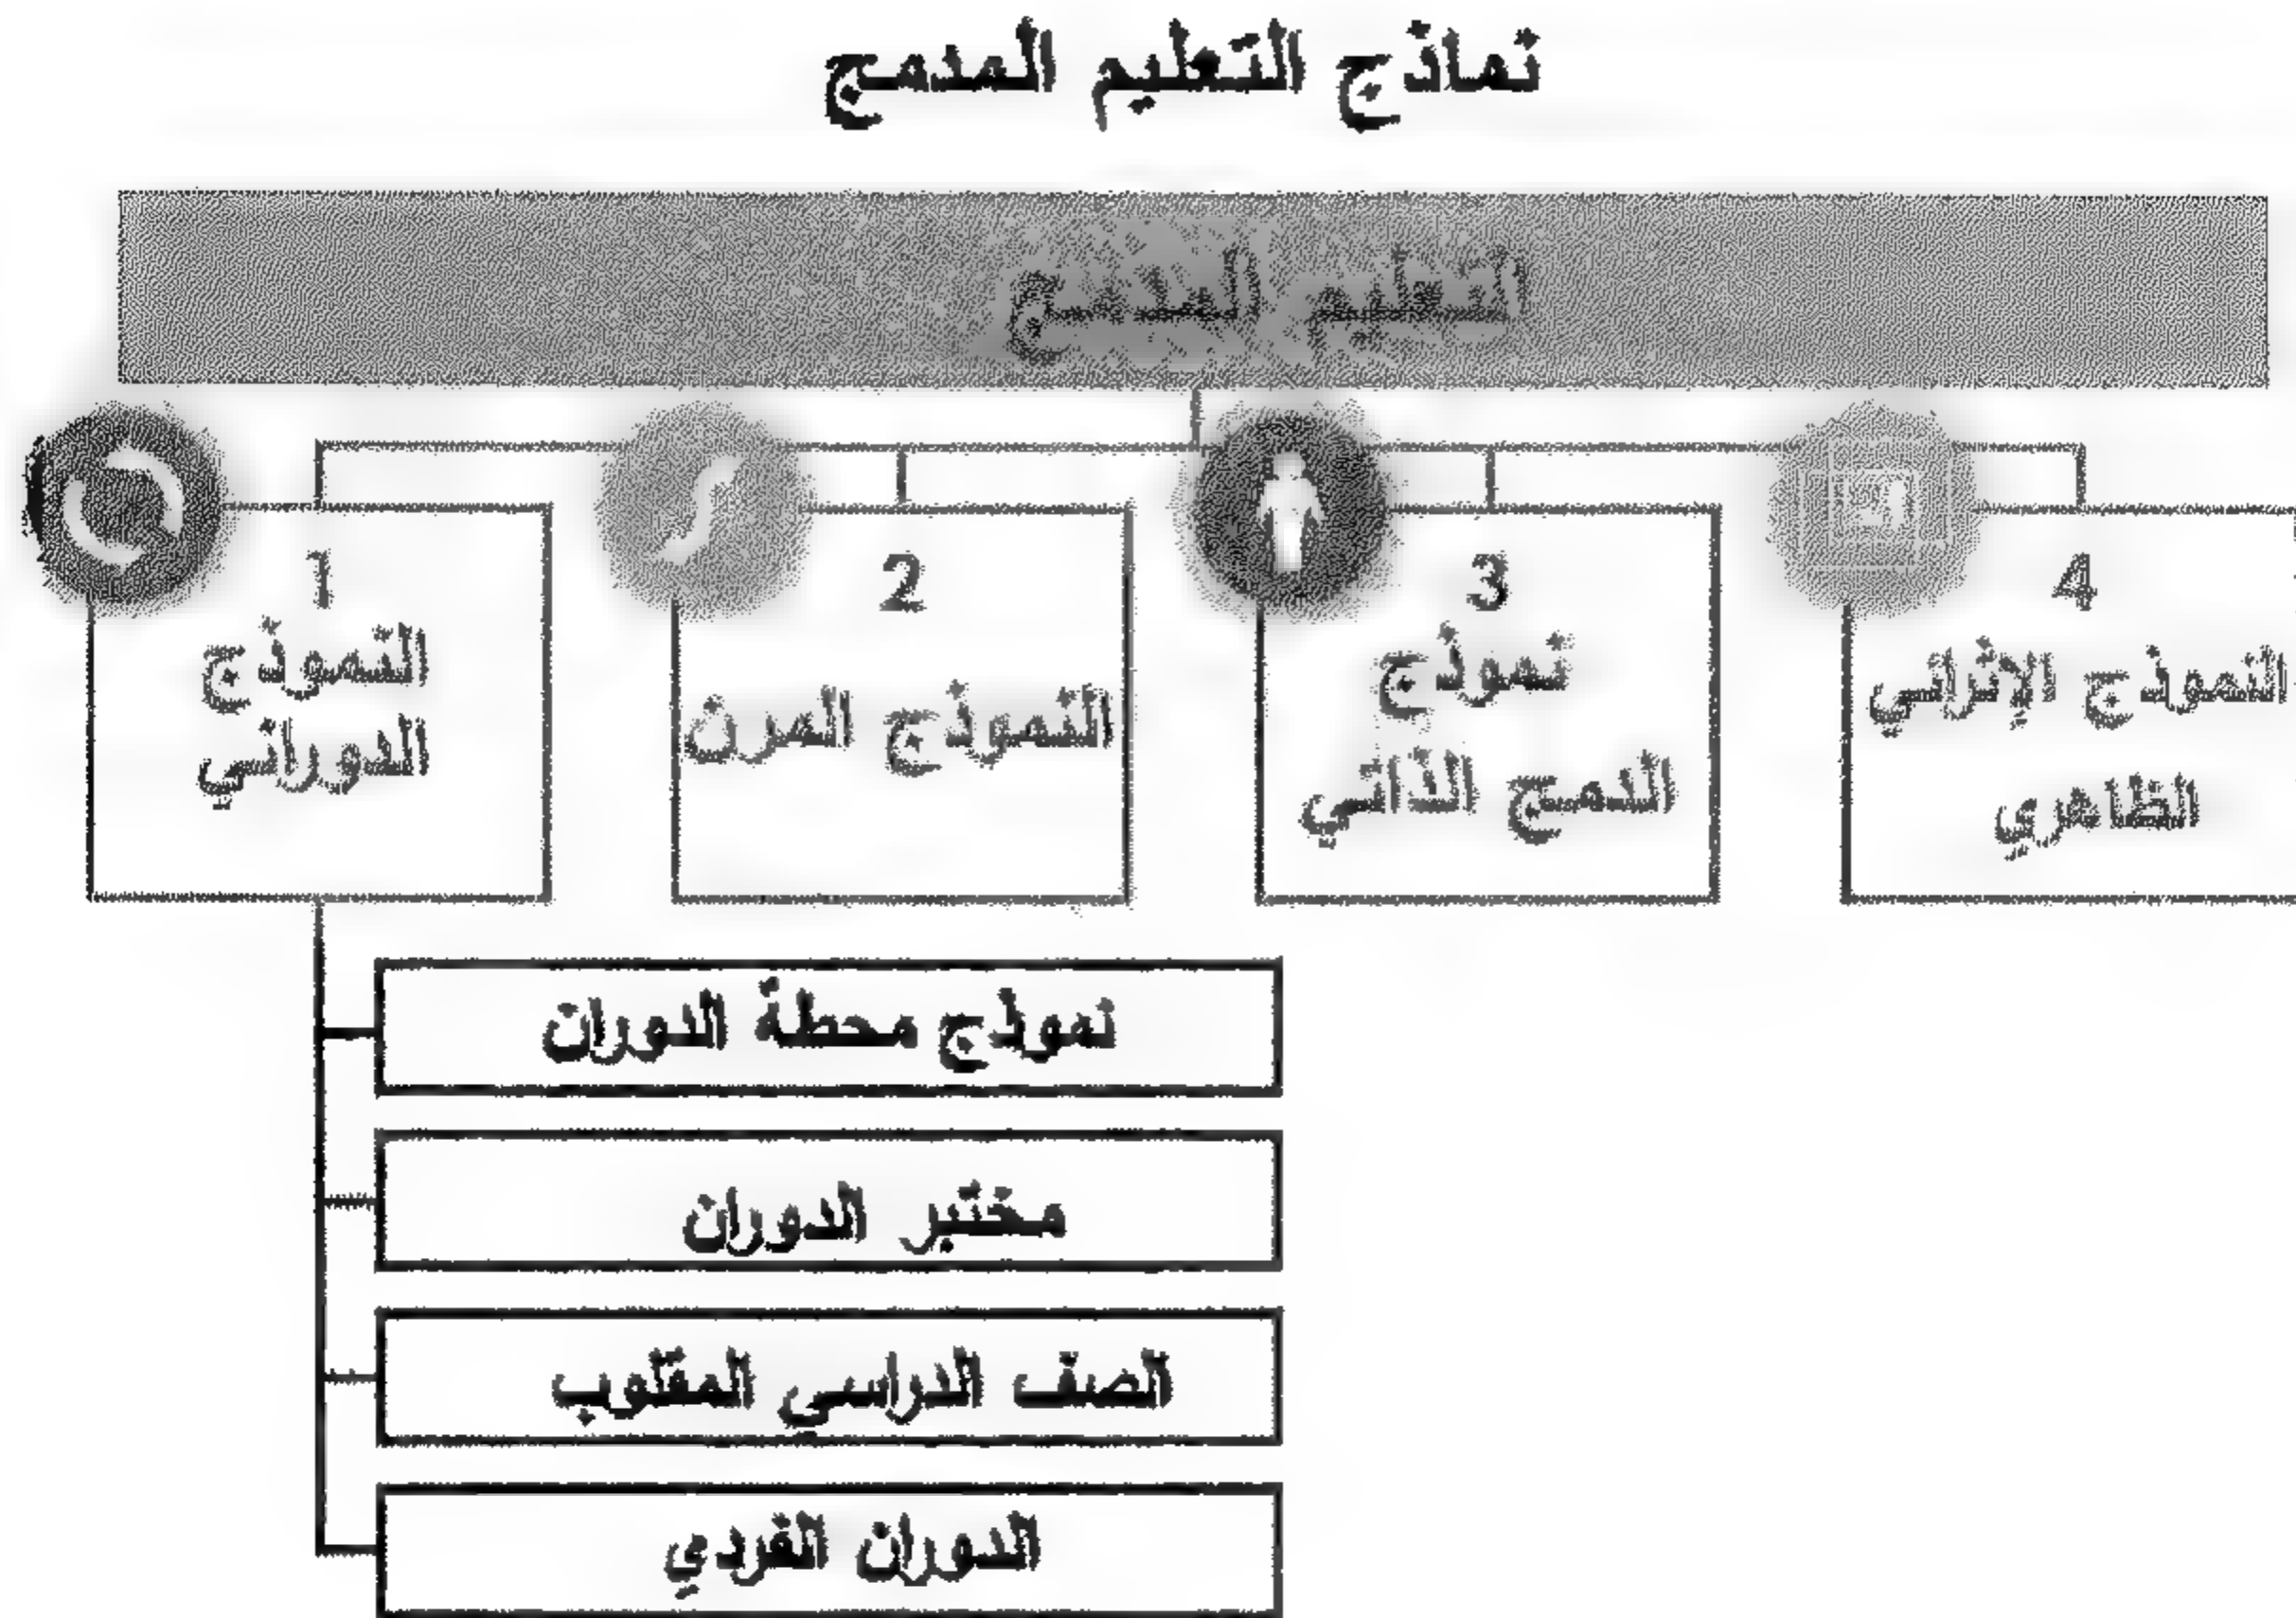 نماذج التعليم المدمج
التعليم المدمج
1
النموذج
الدوراني
2
النموذج المرن
3
نموذج
الدمج الذاتي
4
النموذج الإثرائي
الظاهري
نموذج محطة الدوران
مختبر الدوران
الصف الدراسي المقلوب
الدوران الفردي